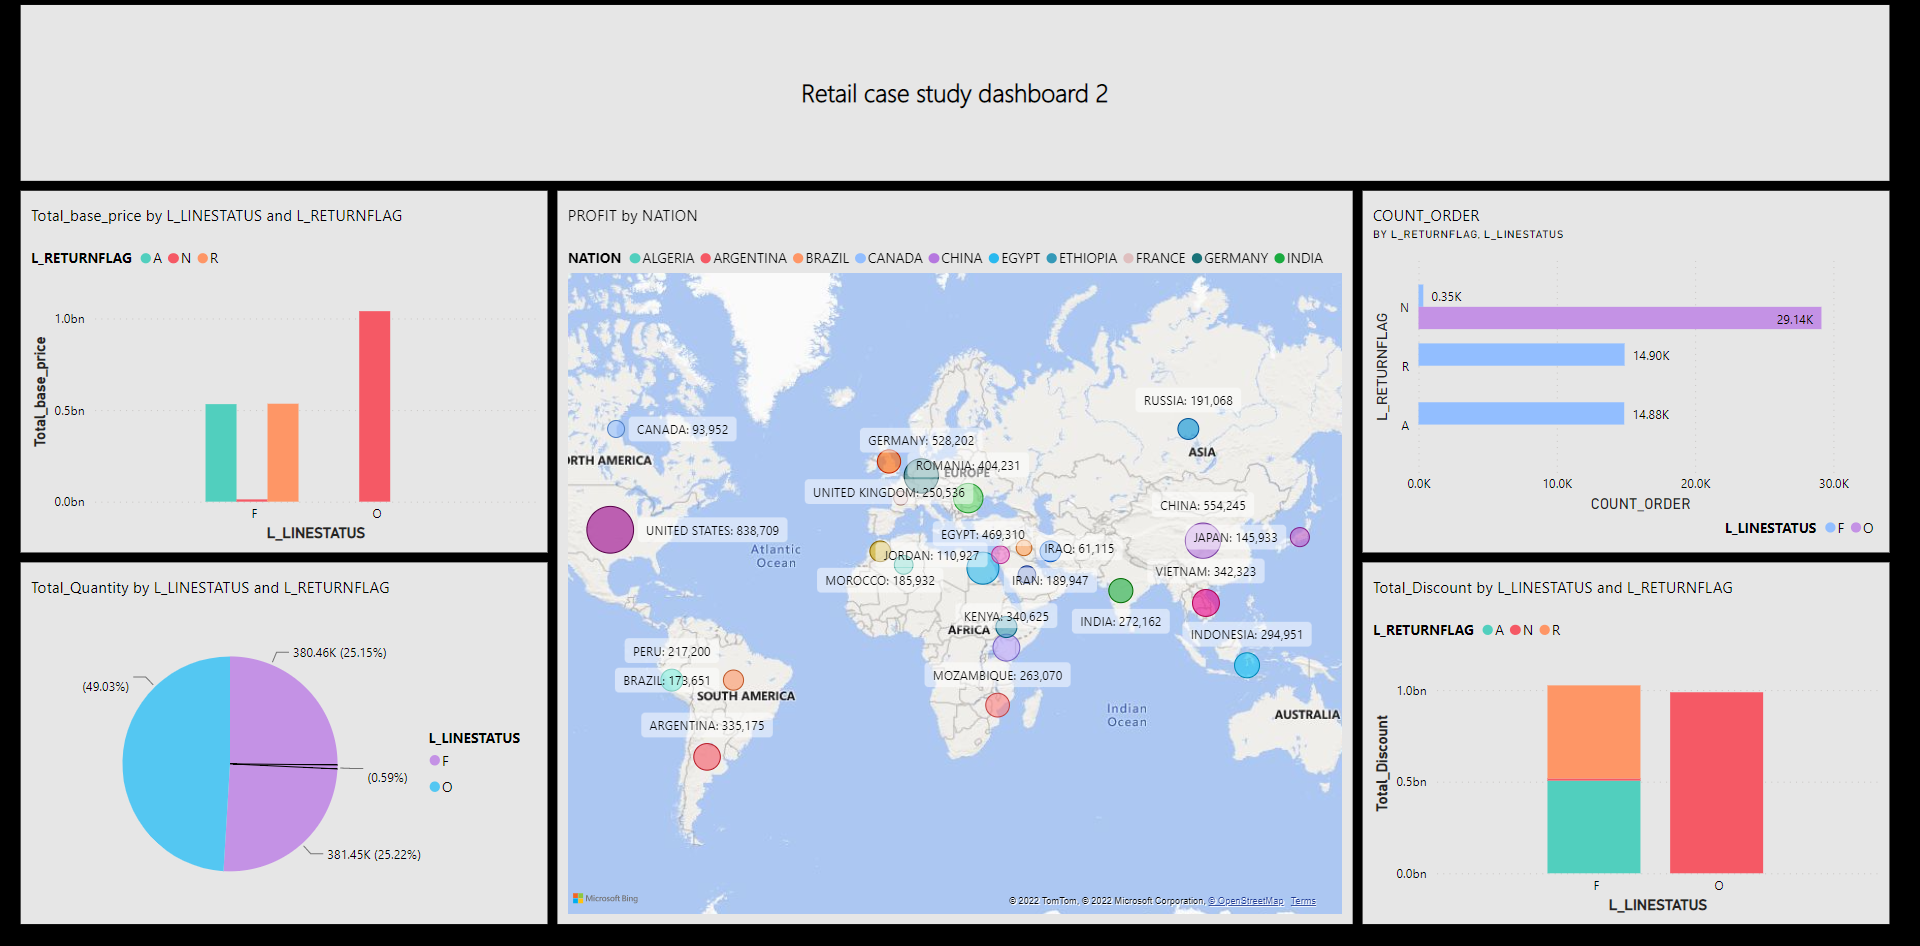 Retail case study dashboard 2
Total_base_price by L_LINESTATUS and L_RETURNFLAG
L_RETURNFLAG A N R
1.0bn
0.5bn
0.0bn
Total_base_price
F O
L_LINESTATUS
Total_Quantity by L_LINESTATUS and L_RETURNFLAG
380.46K (25.15%)
(49.03%)
(0.59%)
381.45K (25.22%)
L_LINESTATUS
F
O
PROFIT by NATION
NATION ALGERIA ARGENTINA BRAZIL CANADA CHINA EGYPT ETHIOPIA FRANCE GERMANY INDIA
RUSSIA: 191,068
CANADA: 93,952
GERMANY: 528,202
ASIA
ORTH AMERICA
ROMANIA: 404,231
EUROPE
UNITED KINGDOM: 250,536
CHINA: 554,245
UNITED STATES: 838,709
EGYPT: 469,310
JAPAN: 145,933
Atlantic
Ocean
JORDAN: 110,927
IRAQ: 61,115
MOROCCO: 185,932
IRAN: 189,947
VIETNAM: 342,323
KENYA: 340,625
INDIA: 272,162
AFRICA
INDONESIA: 294,951
PERU: 217,200
BRAZIL: 173,651
MOZAMBIQUE: 263,070
SOUTH AMERICA
ARGENTINA: 335,175
Indian
Ocean
AUSTRALIA
Microsoft Bing
© 2022 TomTom, © 2022 Microsoft Corporation, © OpenStreetMap Terms
COUNT_ORDER
BY L_RETURNFLAG, L_LINESTATUS
L_RETURNFLAG
N
0.35K
29.14K
R
14.90K
A
14.88K
0.0K 10.0K 20.0K 30.0K
COUNT_ORDER
L_LINESTATUS F O
Total_Discount by L_LINESTATUS and L_RETURNFLAG
L_RETURNFLAG A N R
1.0bn
0.5bn
0.0bn
Total_Discount
F O
L_LINESTATUS